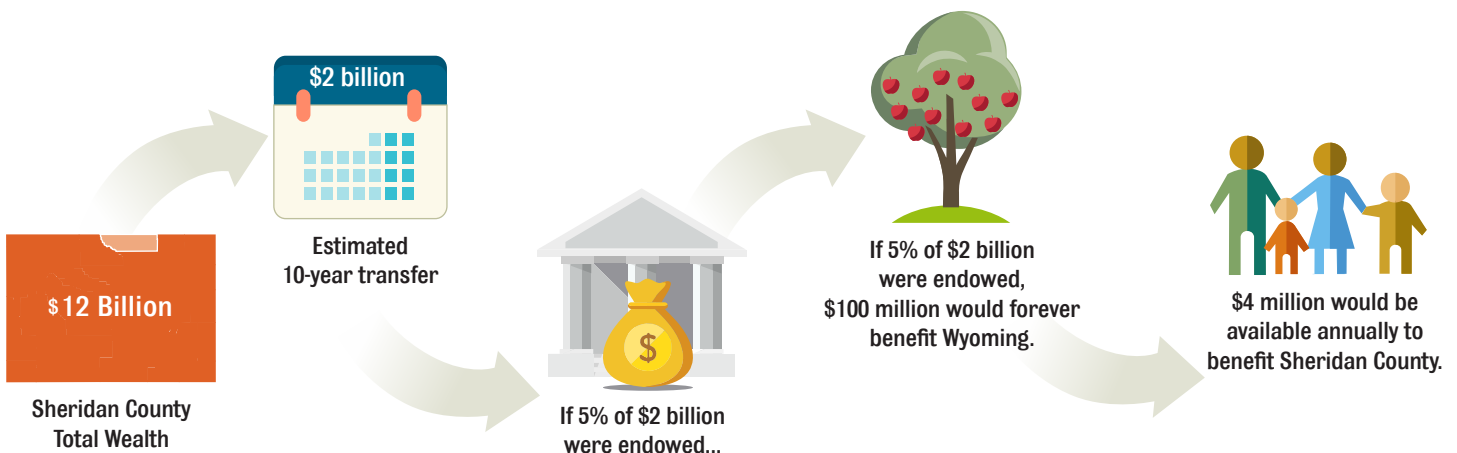 $12 Billion
Sheridan County
Total Wealth
$2 billion
Estimated
10-year transfer
$
If 5% of $2 billion
were endowed...
If 5% of $2 billion
were endowed,
$100 million would forever
benefit Wyoming.
$4 million would be
available annually to
benefit Sheridan County.